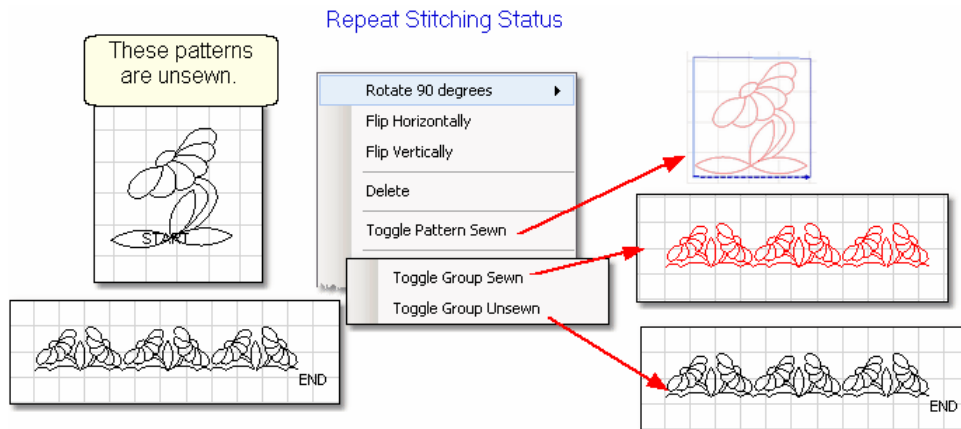 Repeat Stitching Status
These patterns
are unsewn.
START
END
Rotate 90 degrees
Flip Horizontally
Flip Vertically
Delete
Toggle Pattern Sewn
Toggle Group Sewn
Toggle Group Unsewn
END